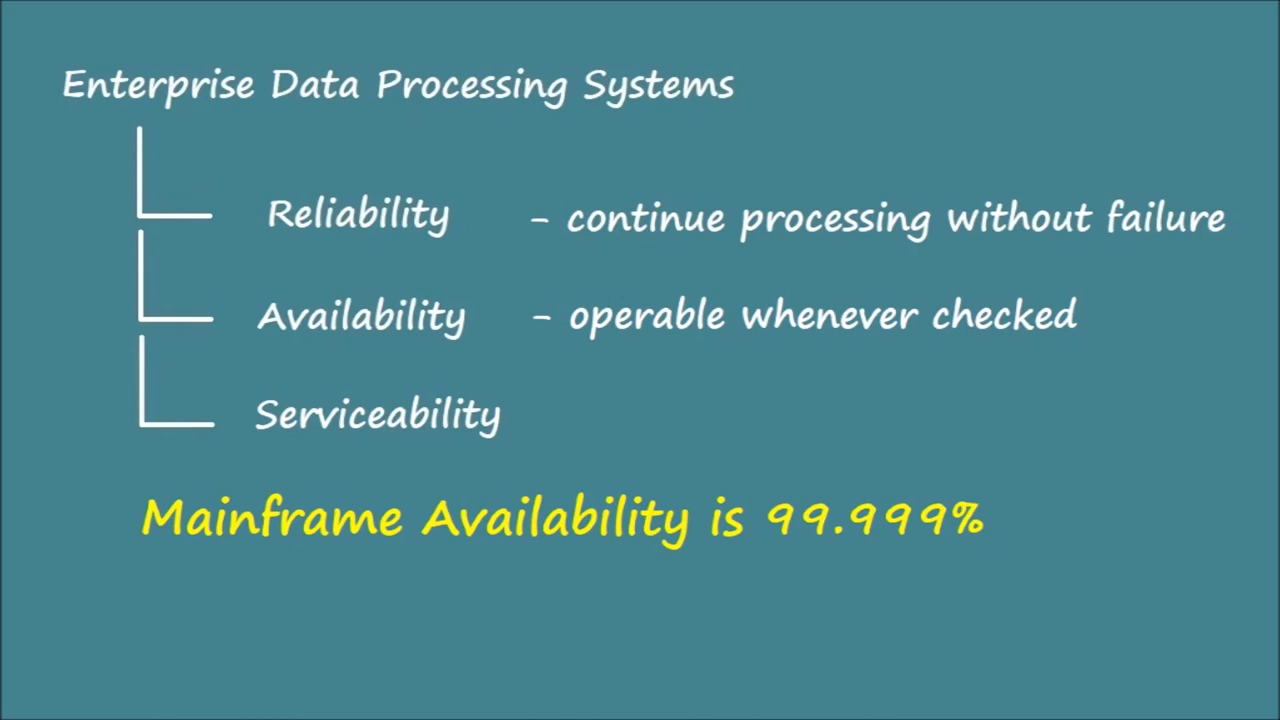 Enterprise Data Processing Systems
Reliability - continue processing without failure
Availability - operable whenever checked
Serviceability
Mainframe Availability is 99.999%